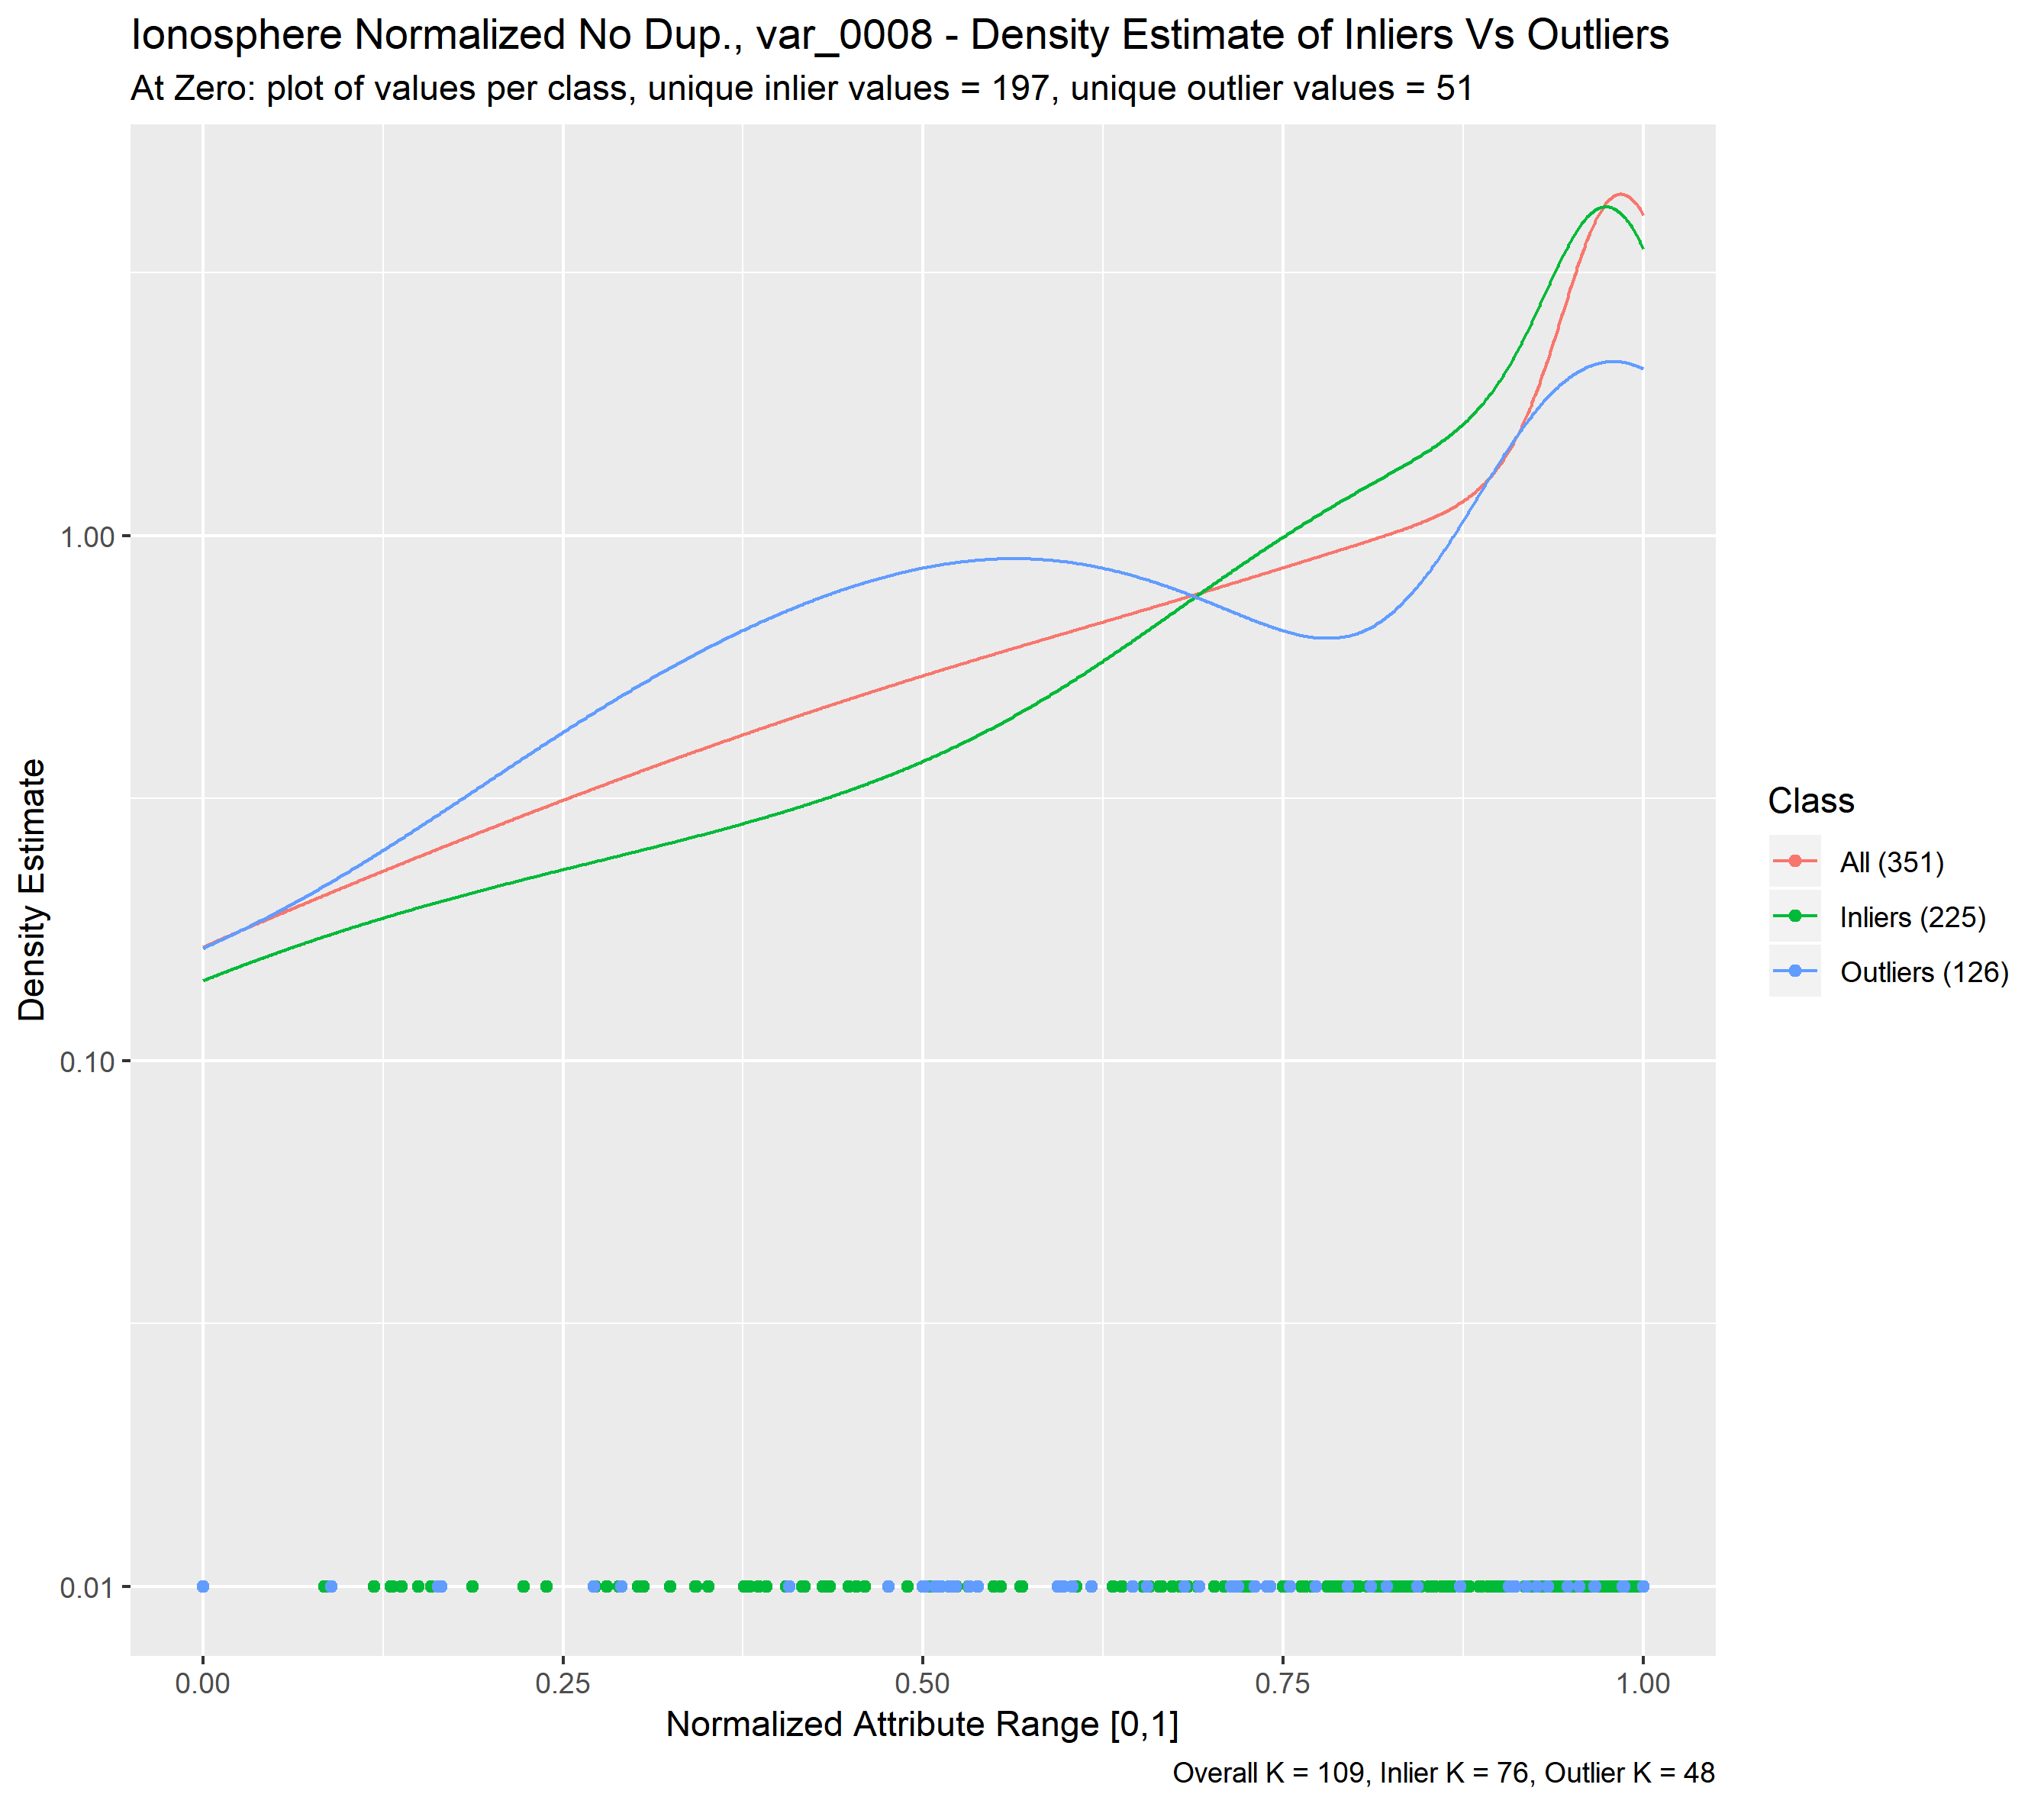 Ionosphere Normalized No Dup., var_0008 - Density Estimate of Inliers Vs Outliers
At Zero: plot of values per class, unique inlier values = 197, unique outlier values = 51
Density Estimate
1.00
0.10
0.01
0.00
0.25
0.50
0.75
1.00
Normalized Attribute Range [0,1]
Overall K = 109, Inlier K = 76, Outlier K = 48
Class
All (351)
Inliers (225)
Outliers (126)